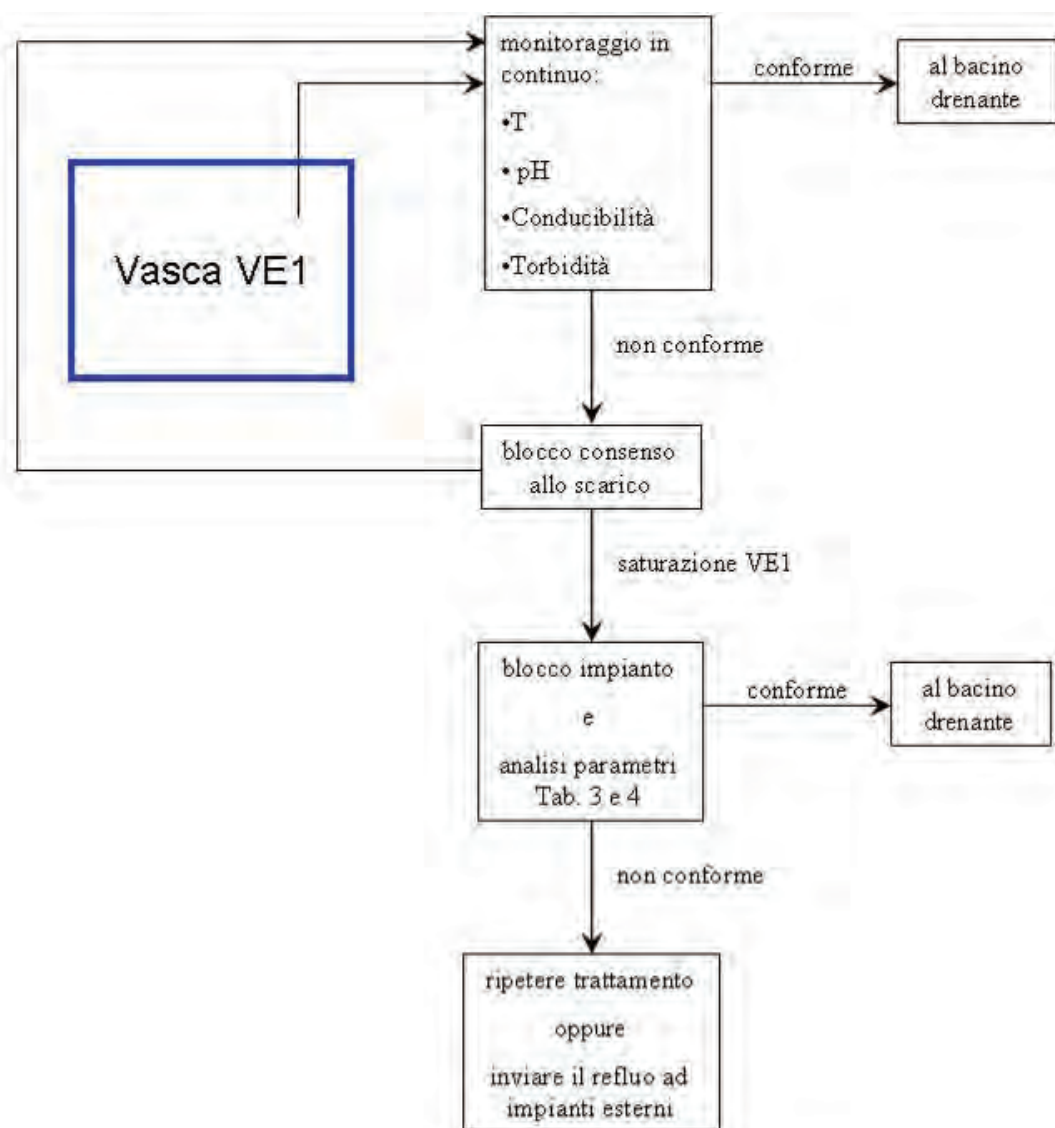 monitoraggio in
continuo:
•T
• pH
•Conducibilità
•Torbidità
conforme
al bacino
drenante
Vasca VE1
non conforme
blocco consenso
allo scarico
saturazione VE1
blocco impianto
e
analisi parametri
Tab. 3 e 4
conforme
al bacino
drenante
non conforme
ripetere trattamento
oppure
inviare il refluo ad
impianti esterni